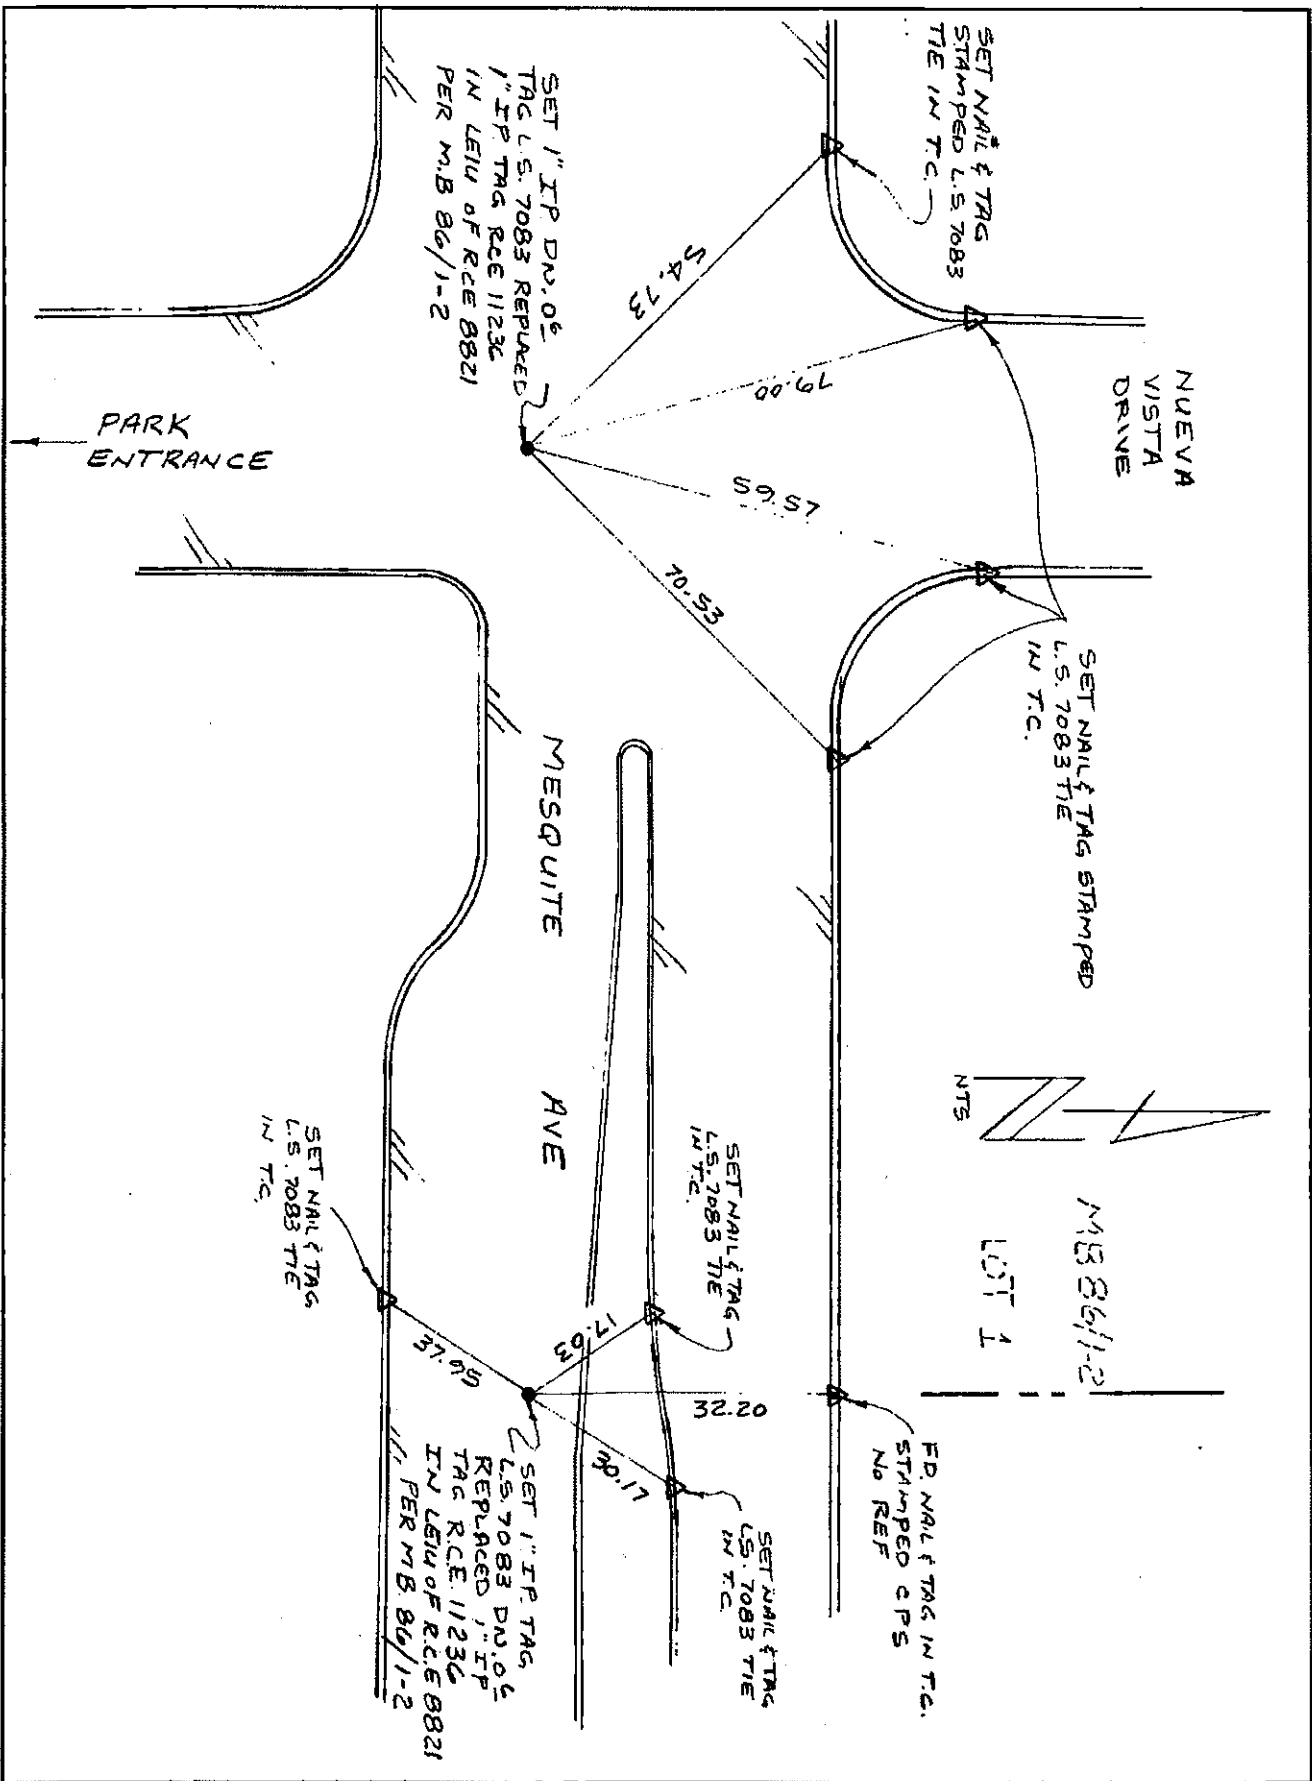 SET NAIL & TAG
STAMPED L.S. 7083
TIE IN T.C.
NUEVA
VISTA
DRIVE
SET NAIL & TAG STAMPED
L.S. 7083 TIE
IN T.C.
SET 1" IP DN. 06
TAG L.S. 7083 REPLACED
1" IP TAG RCE 11236
IN LEIU OF RCE 8821
PER M.B 86/1-2
54.73
79.00
59.57
70.53
PARK
ENTRANCE
MESQUITE
AVE
NTS
MB 86/1-2
LOT 1
SET NAIL & TAG
L.S. 7083 TIE
IN T.C.
SET NAIL & TAG
L.S. 7083 TIE
IN T.C.
37.95
17.03
32.20
30.17
FD. NAIL & TAG IN T.C.
STAMPED CPS
No REF
SET NAIL & TAG
L.S. 7083 TIE
IN T.C.
SET 1" IP. TAG
L.S. 7083 DN. 06
REPLACED 1" IP
TAG R.C.E. 11236
IN LEIU OF R.C.E 8821
PER MB. 86/1-2